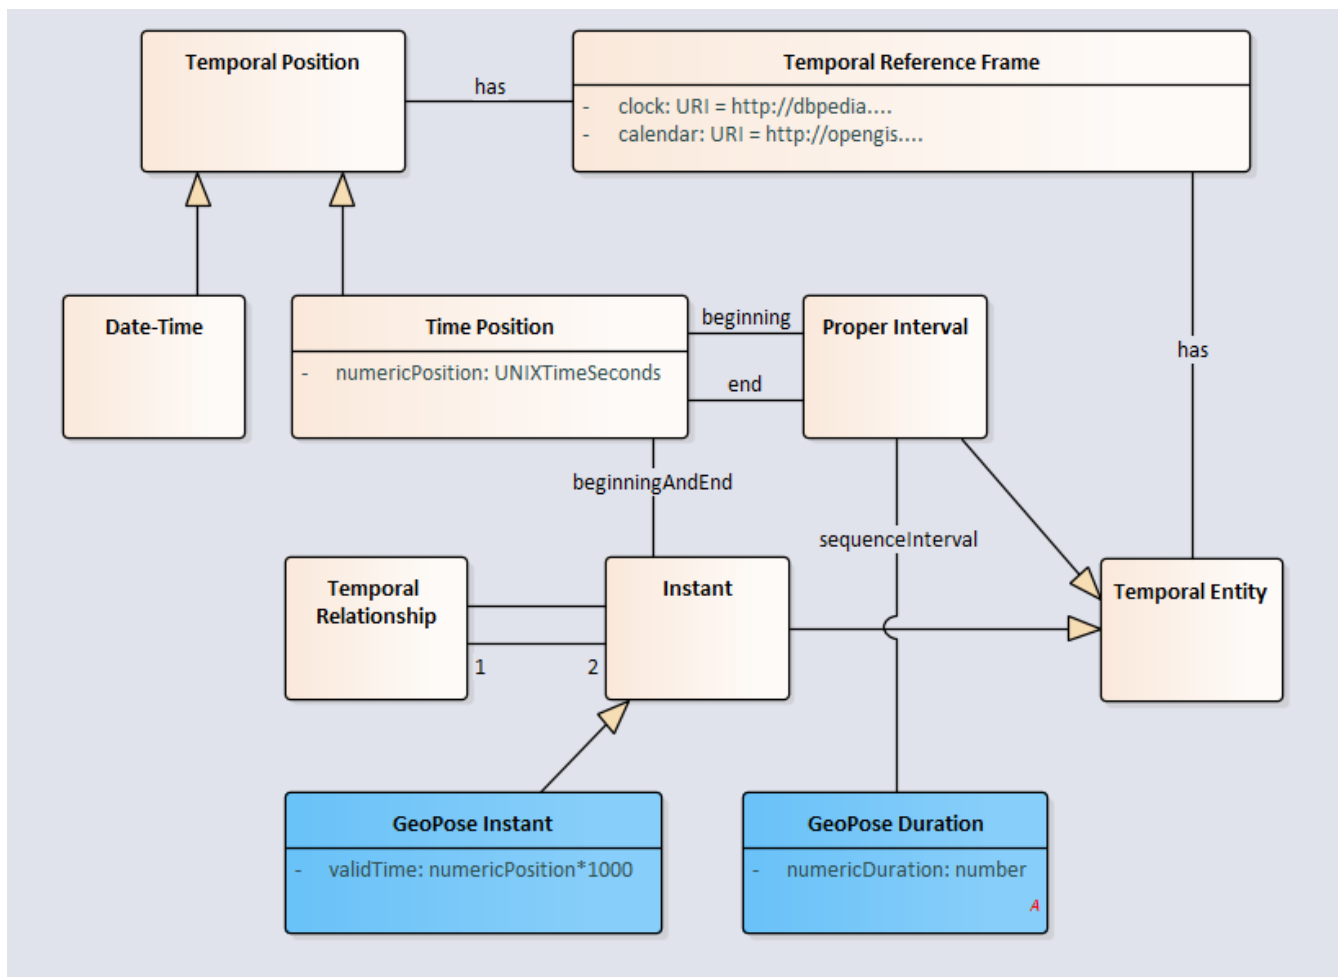 Temporal Position
has
Temporal Reference Frame
- clock: URI = http://dbpedia....
- calendar: URI = http://opengis....
Date-Time
Time Position
- numericPosition: UNIXTimeSeconds
beginning
end
Proper Interval
has
beginningAndEnd
sequenceInterval
Temporal
Relationship
1
2
Instant
Temporal Entity
GeoPose Instant
- validTime: numericPosition*1000
GeoPose Duration
- numericDuration: number
A